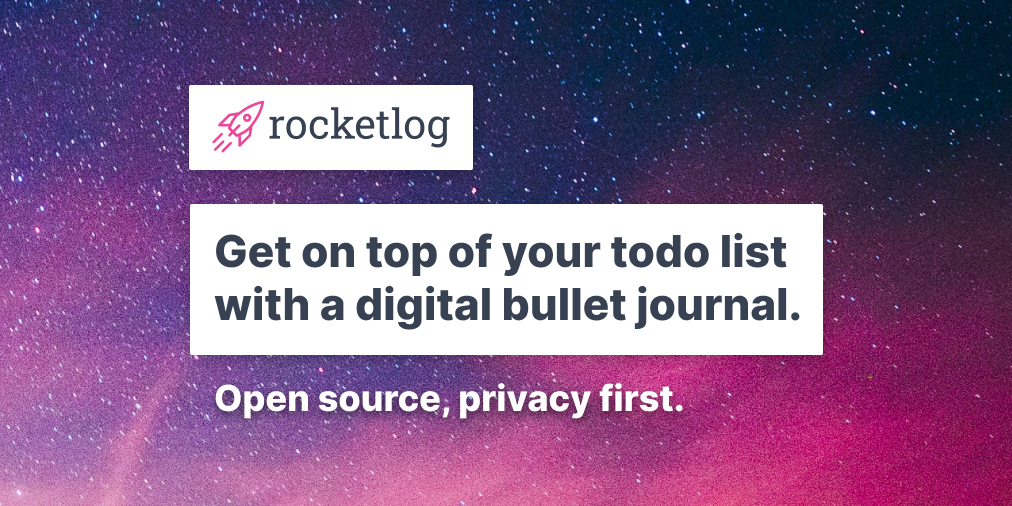 rocketlog
Get on top of your todo list
with a digital bullet journal.
Open source, privacy first.